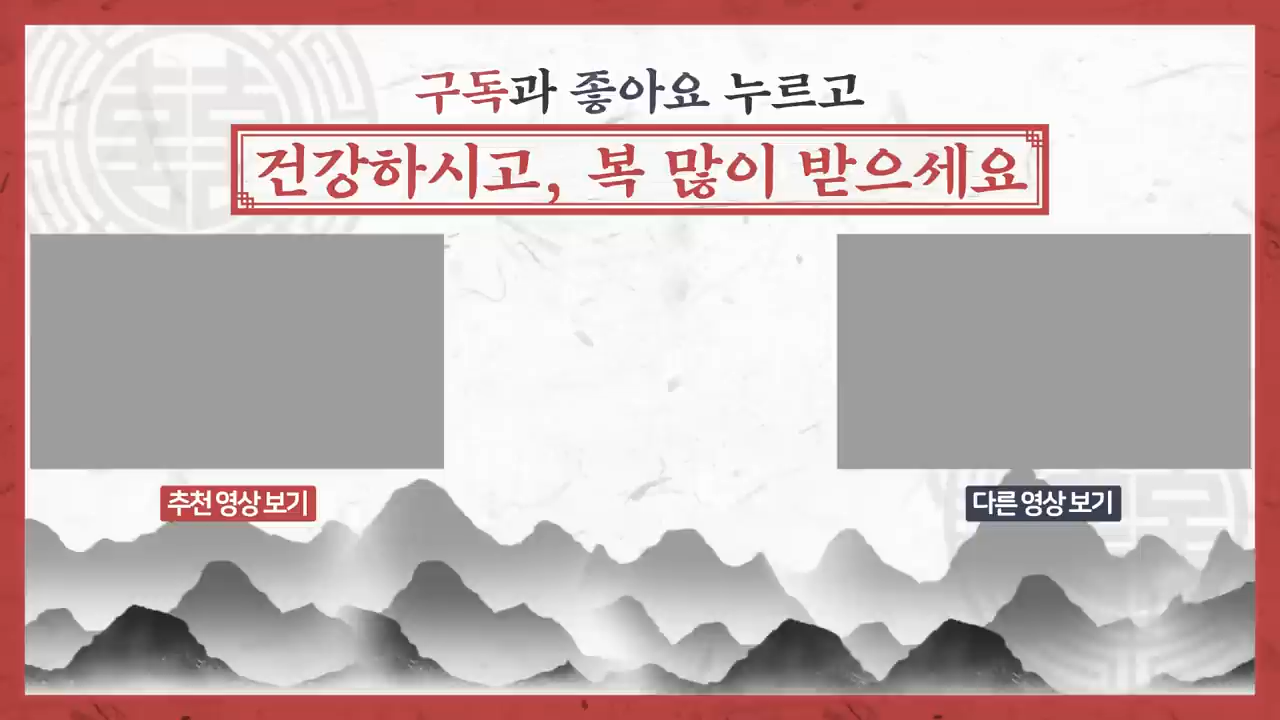 구독과 좋아요 누르고
건강하시고, 복 많이 받으세요
추천 영상 보기
다른 영상 보기